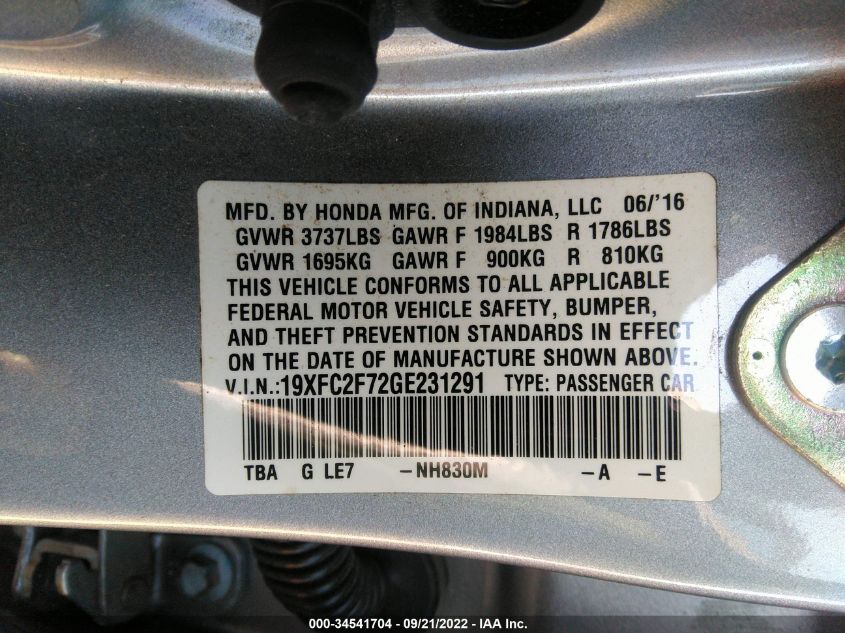 MFD. BY HONDA MFG. OF INDIANA, LLC 06/'16
GVWR 3737LBS GAWR F 1984LBS R 1786LBS
GVWR 1695KG GAWR F 900KG R 810KG
THIS VEHICLE CONFORMS TO ALL APPLICABLE
FEDERAL MOTOR VEHICLE SAFETY, BUMPER,
AND THEFT PREVENTION STANDARDS IN EFFECT
ON THE DATE OF MANUFACTURE SHOWN ABOVE.
V.I.N.:19XFC2F72GE231291 TYPE: PASSENGER CAR
TBA G LE7 -NH830M -A -E
000-34541704 - 09/21/2022 - IAA Inc.